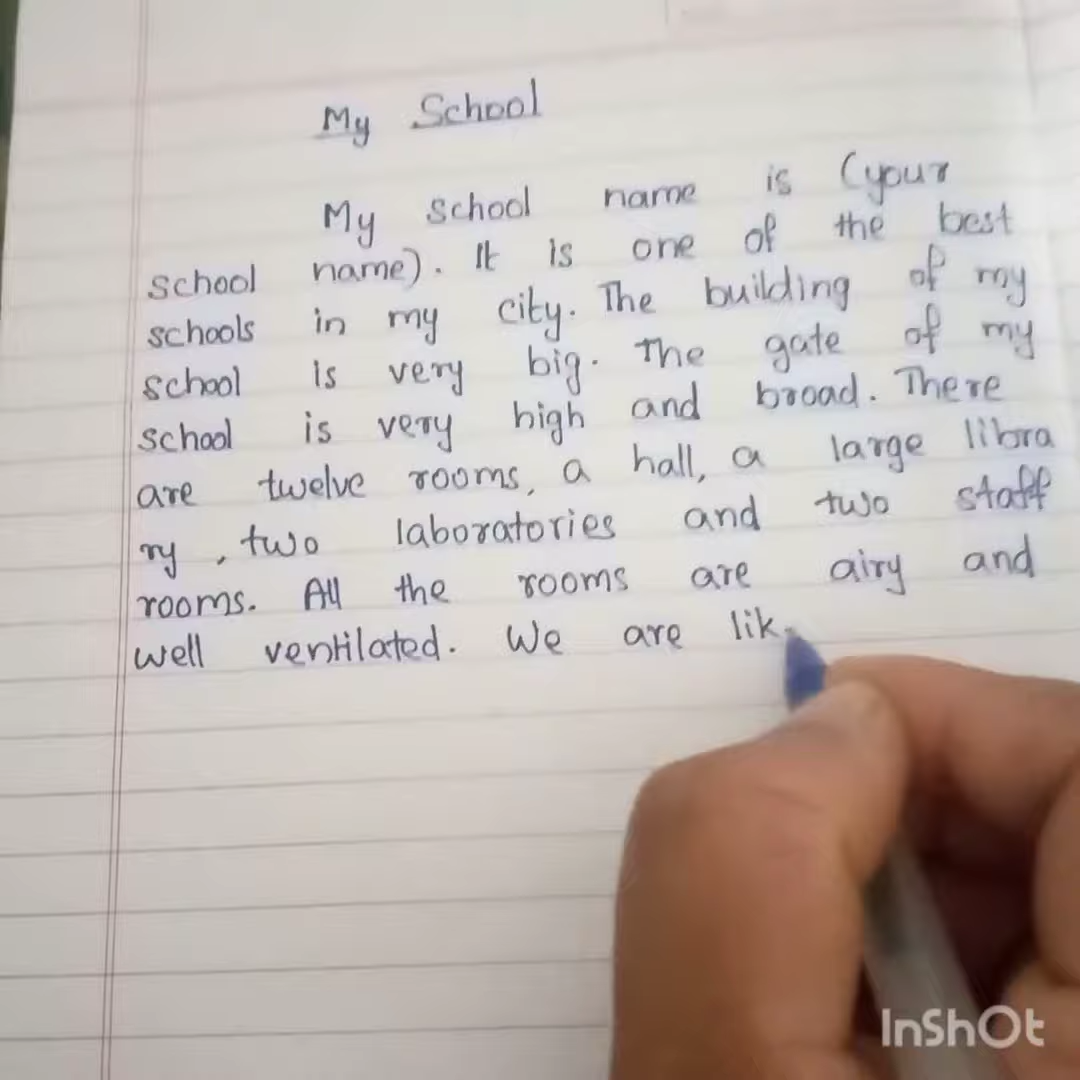 My School
My school name is (your
school name). It is one of the best
schools in my city. The building of my
school is very big. The gate of my
school is very high and broad. There
are twelve rooms, a hall, a large libra
ry, two laboratories and two staff
rooms. All the rooms are airy and
well ventilated. We are lik
InShOt